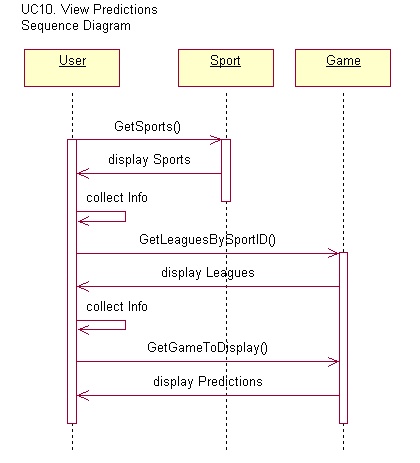 UC10. View Predictions
Sequence Diagram
User
Sport
Game
GetSports()
display Sports
collect Info
GetLeaguesBySportID()
display Leagues
collect Info
GetGameToDisplay()
display Predictions